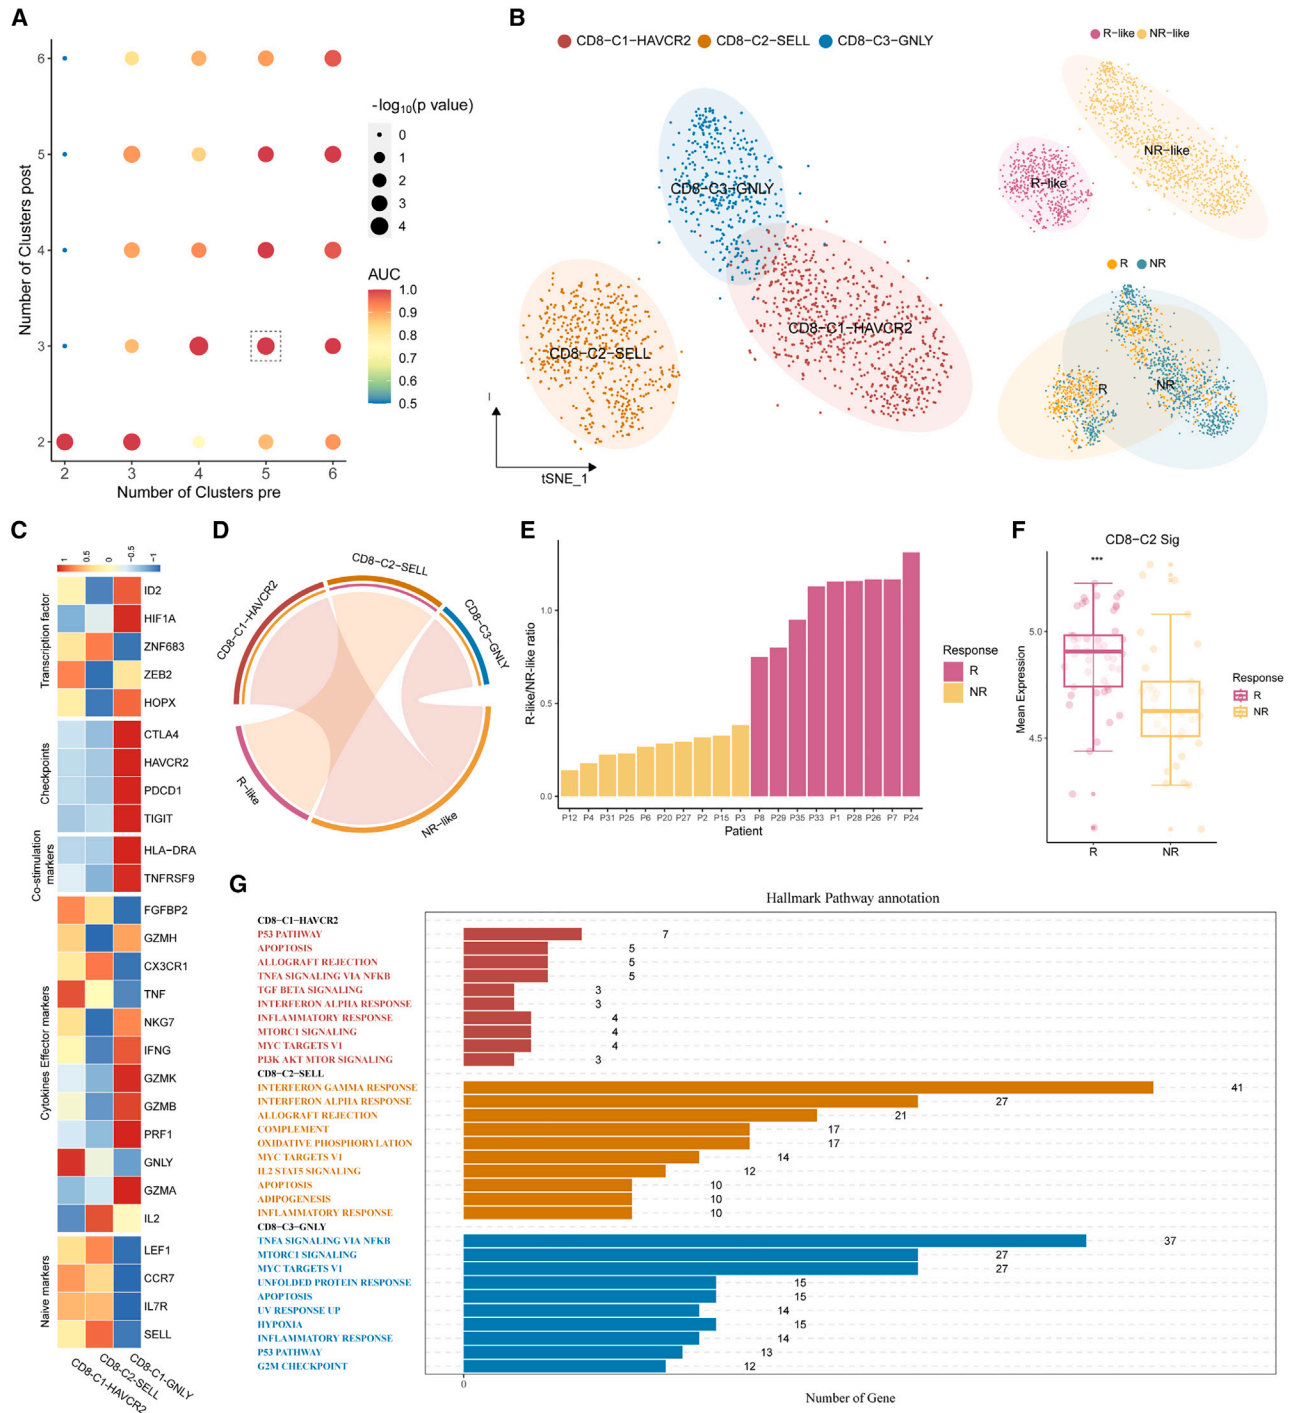 A
Number of Clusters post
6
5
4
3
2
2 3 4 5 6
Number of Clusters pre
-log10(p value)
0
1
2
3
4
AUC
1.0
0.9
0.8
0.7
0.6
0.5
B
CD8-C1-HAVCR2 CD8-C2-SELL CD8-C3-GNLY
CD8-C3-GNLY
CD8-C1-HAVCR2
CD8-C2-SELL
tSNE_1
R-like NR-like
NR-like
R-like
R NR
R
NR
C
1 0.5 0 -0.5 -1
Transcription factor
ID2
HIF1A
ZNF683
ZEB2
HOPX
Checkpoints
CTLA4
HAVCR2
PDCD1
TIGIT
Co-stimulation
markers
HLA-DRA
TNFRSF9
Cytokines Effector markers
FGFBP2
GZMH
CX3CR1
TNF
NKG7
IFNG
GZMK
GZMB
PRF1
GNLY
GZMA
IL2
Naive markers
LEF1
CCR7
IL7R
SELL
CD8-C1-HAVCR2
CD8-C2-SELL
CD8-C1-GNLY
D
CD8-C1-HAVCR2
CD8-C2-SELL
CD8-C3-GNLY
R-like
NR-like
E
R-like/NR-like ratio
1.0
0.5
0.0
P12 P4 P31 P25 P6 P20 P27 P2 P15 P3 P8 P29 P35 P33 P1 P28 P26 P7 P24
Patient
Response
R
NR
F
CD8-C2 Sig
***
Mean Expression
5.0
4.5
R NR
Response
R
NR
G
Hallmark Pathway annotation
CD8-C1-HAVCR2
P53 PATHWAY 7
APOPTOSIS 5
ALLOGRAFT REJECTION 5
TNFA SIGNALING VIA NFKB 5
TGF BETA SIGNALING 3
INTERFERON ALPHA RESPONSE 3
INFLAMMATORY RESPONSE 4
MTORC1 SIGNALING 4
MYC TARGETS V1 4
PI3K AKT MTOR SIGNALING 3
CD8-C2-SELL
INTERFERON GAMMA RESPONSE 41
INTERFERON ALPHA RESPONSE 27
ALLOGRAFT REJECTION 21
COMPLEMENT 17
OXIDATIVE PHOSPHORYLATION 17
MYC TARGETS V1 14
IL2 STAT5 SIGNALING 12
APOPTOSIS 10
ADIPOGENESIS 10
INFLAMMATORY RESPONSE 10
CD8-C3-GNLY
TNFA SIGNALING VIA NFKB 37
MTORC1 SIGNALING 27
MYC TARGETS V1 27
UNFOLDED PROTEIN RESPONSE 15
APOPTOSIS 15
UV RESPONSE UP 14
HYPOXIA 15
INFLAMMATORY RESPONSE 14
P53 PATHWAY 13
G2M CHECKPOINT 12
0
Number of Gene